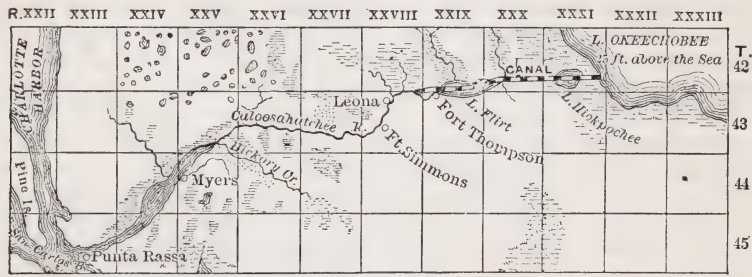 R.XXII XXIII XXIV XXV XXVI XXVII XXVIII XXIX XXX XXXI XXXII XXXIII
T.
L. OKEECHOBEE
ft. above the Sea
42
CHARLOTTE
HARBOR
CANAL
Leona
L. Flirt
L. Hickpochee
Caloosahatchee R.
Fort Thompson
Ft. Simmons
43
Hickory Cr.
Myers
44
Pine Is.
San Carlos B.
Punta Rassa
45